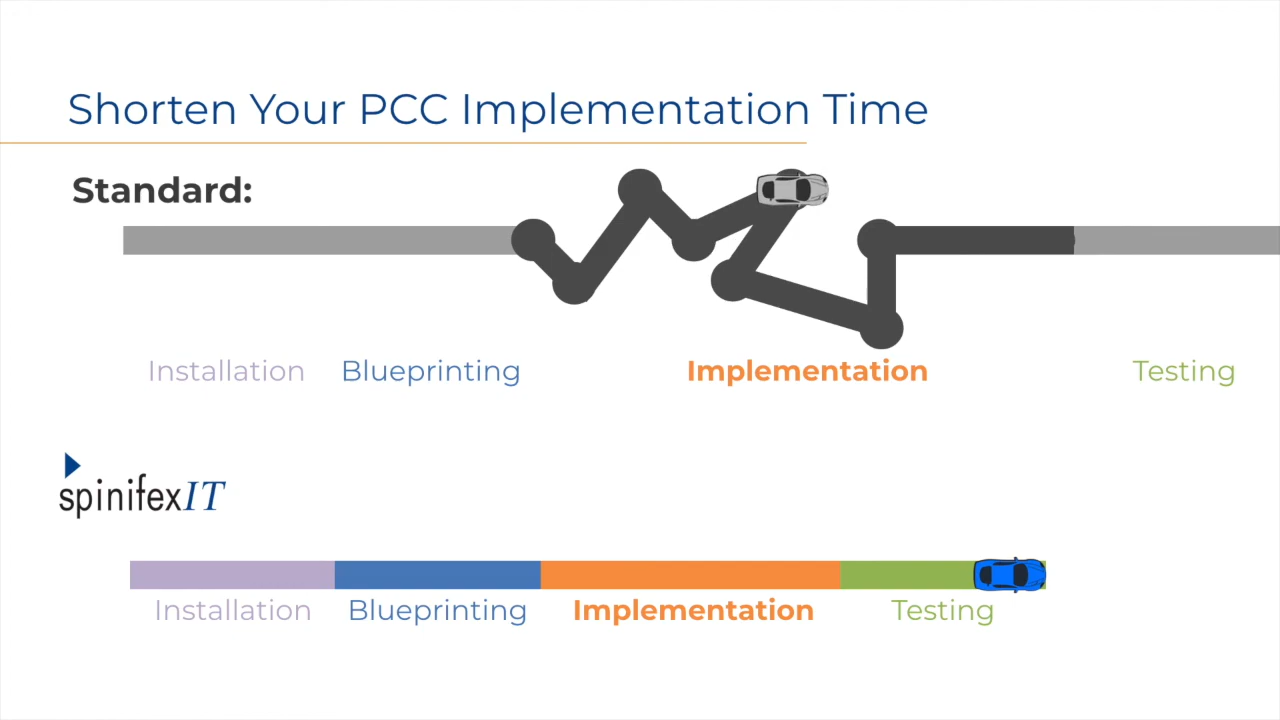 Shorten Your PCC Implementation Time
Standard:
Installation Blueprinting Implementation Testing
spinifexIT
Installation Blueprinting Implementation Testing